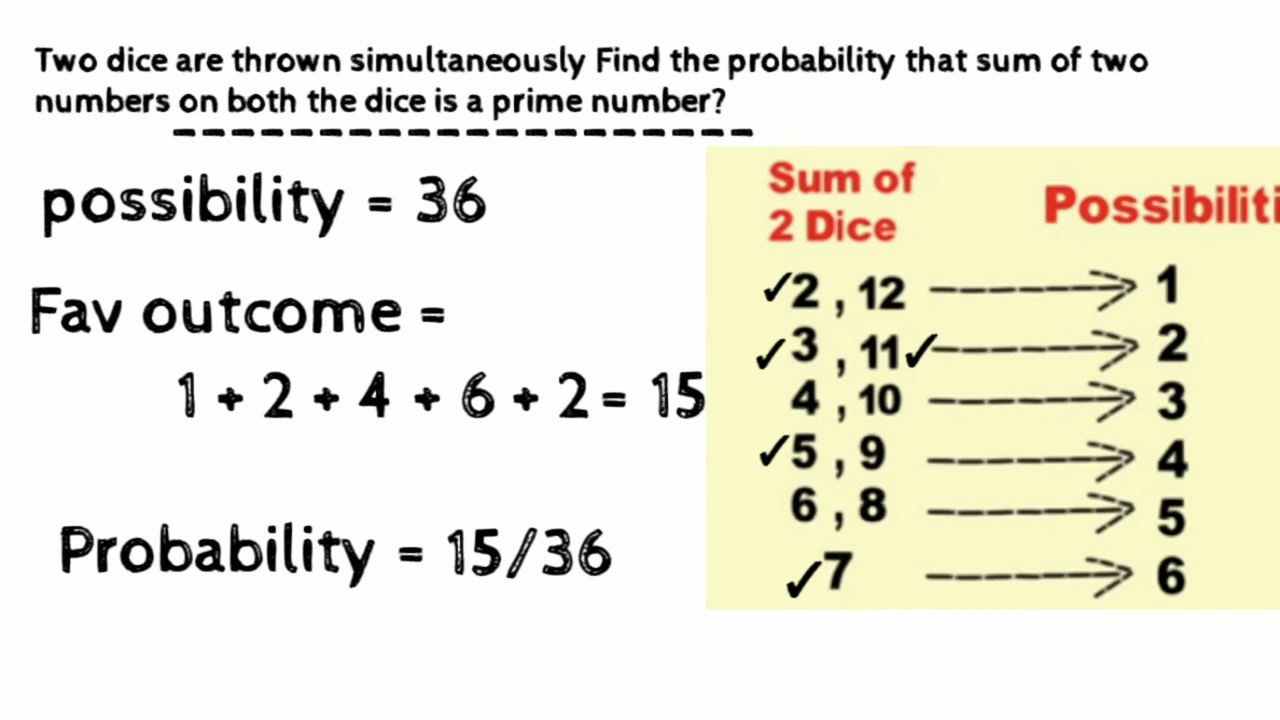 Two dice are thrown simultaneously Find the probability that sum of two
numbers on both the dice is a prime number?
possibility = 36
Fav outcome =
1 + 2 + 4 + 6 + 2 = 15
Probability = 15/36
Sum of
2 Dice
Possibiliti
✓2 , 12 1
✓3 , 11✓ 2
4 , 10 3
✓5 , 9 4
6 , 8 5
✓7 6